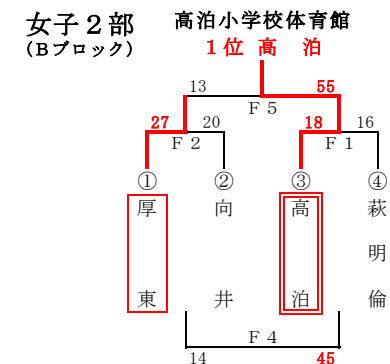 女子２部 高泊小学校体育館
(Bブロック) １位 高 泊
13 55
Ｆ５
27 20 18 16
Ｆ２ Ｆ１
① ② ③ ④
厚東 向井 高泊 萩明倫
Ｆ４
14 45